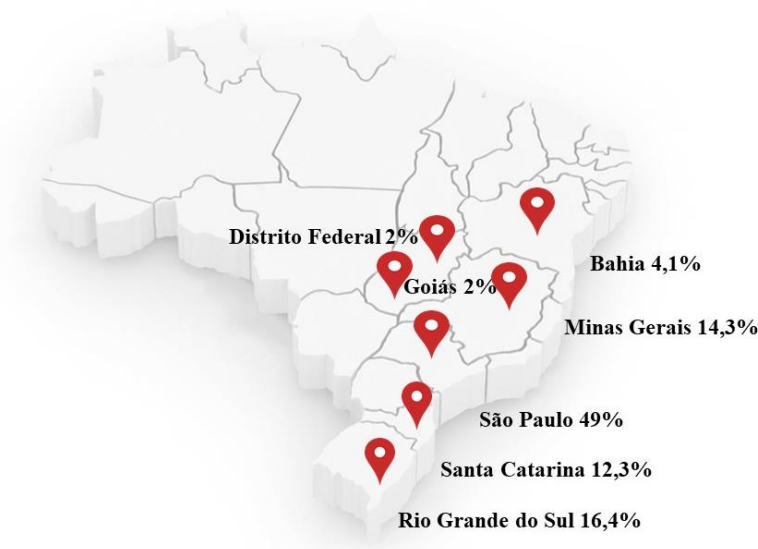 Distrito Federal 2%
Bahia 4,1%
Goiás 2%
Minas Gerais 14,3%
São Paulo 49%
Santa Catarina 12,3%
Rio Grande do Sul 16,4%